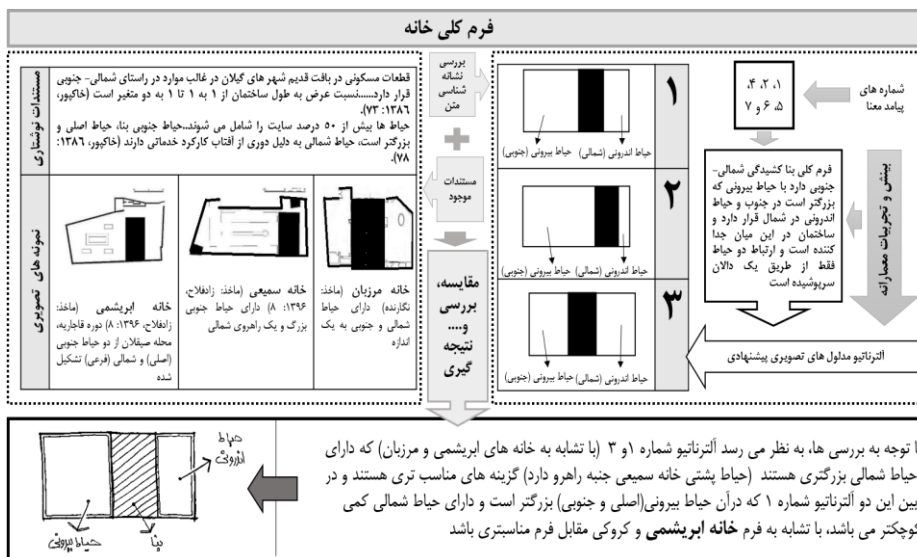 فرم کلی خانه
شماره های
پیامد معنا
۱، ۲، ۴،
۵، ۶ و ۷
بینش و تجربیات معمارانه
فرم کلی بنا کشیدگی شمالی-
جنوبی دارد با حیاط بیرونی که
بزرگتر است در جنوب و حیاط
اندرونی در شمال قرار دارد و
ساختمان در این میان جدا
کننده است و ارتباط دو حیاط
فقط از طریق یک دالان
سرپوشیده است
آلترناتیو مدلول های تصویری پیشنهادی
۱
حیاط اندرونی (شمالی) حیاط بیرونی (جنوبی)
۲
حیاط اندرونی (شمالی) حیاط بیرونی (جنوبی)
۳
حیاط اندرونی (شمالی) حیاط بیرونی (جنوبی)
بررسی
نشانه
شناسی
متن
مستندات
موجود
مقایسه،
بررسی
و....
نتیجه
گیری
مستندات نوشتاری
قطعات مسکونی در بافت قدیم شهر های گیلان در غالب موارد در راستای شمالی- جنوبی
قرار دارد......نسبت عرض به طول ساختمان از ۱ به ۱ تا ۱ به دو متغیر است (خاکپور،
۱۳۸۶: ۷۳).
حیاط ها بیش از ۵۰ درصد سایت را شامل می شوند..حیاط جنوبی بنا، حیاط اصلی و
بزرگتر است، حیاط شمالی به دلیل دوری از آفتاب کارکرد خدماتی دارند (خاکپور، ۱۳۸۶:
۷۸).
نمونه های تصویری
خانه مرزبان (ماخذ:
نگارنده) دارای حیاط
شمالی و جنوبی به یک
اندازه
خانه سمیعی (ماخذ: زادفلاح،
۱۳۹۶: ۸) دارای حیاط جنوبی
بزرگ و یک راهروی شمالی
خانه ابریشمی (ماخذ:
زادفلاح، ۱۳۹۶: ۸) دوره قاجاریه،
محله صیقلان از دو حیاط جنوبی
(اصلی) و شمالی (فرعی) تشکیل
شده
ا توجه به بررسی ها، به نظر می رسد آلترناتیو شماره ۱و ۳ (با تشابه به خانه های ابریشمی و مرزبان) که دارای
حیاط شمالی بزرگتری هستند (حیاط پشتی خانه سمیعی جنبه راهرو دارد) گزینه های مناسب تری هستند و در
بین این دو آلترناتیو شماره ۱ که درآن حیاط بیرونی(اصلی و جنوبی) بزرگتر است و دارای حیاط شمالی کمی
کوچکتر می باشد، با تشابه به فرم خانه ابریشمی و کروکی مقابل فرم مناسبتری باشد
حیاط
اندرونی
بنا
حیاط بیرونی